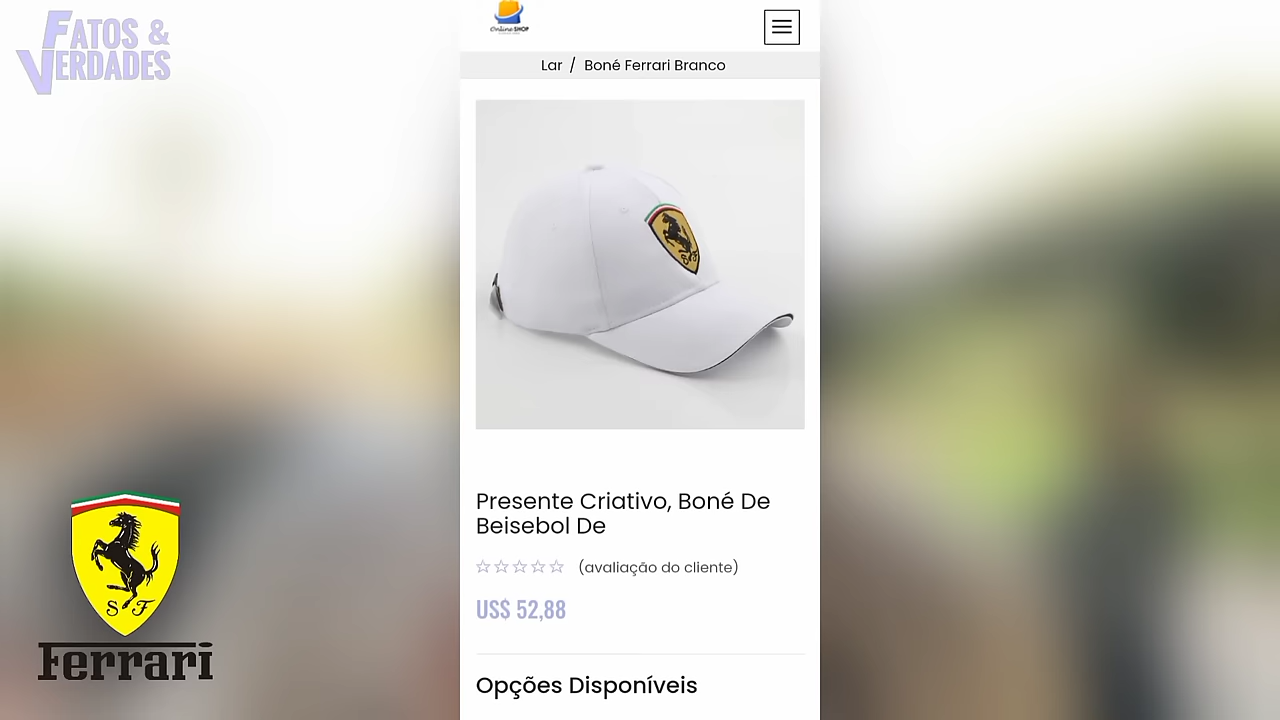 FATOS &
VERDADES
Online SHOP
Lar / Boné Ferrari Branco
S F
Presente Criativo, Boné De
Beisebol De
(avaliação do cliente)
US$ 52,88
Opções Disponíveis
S F
Ferrari